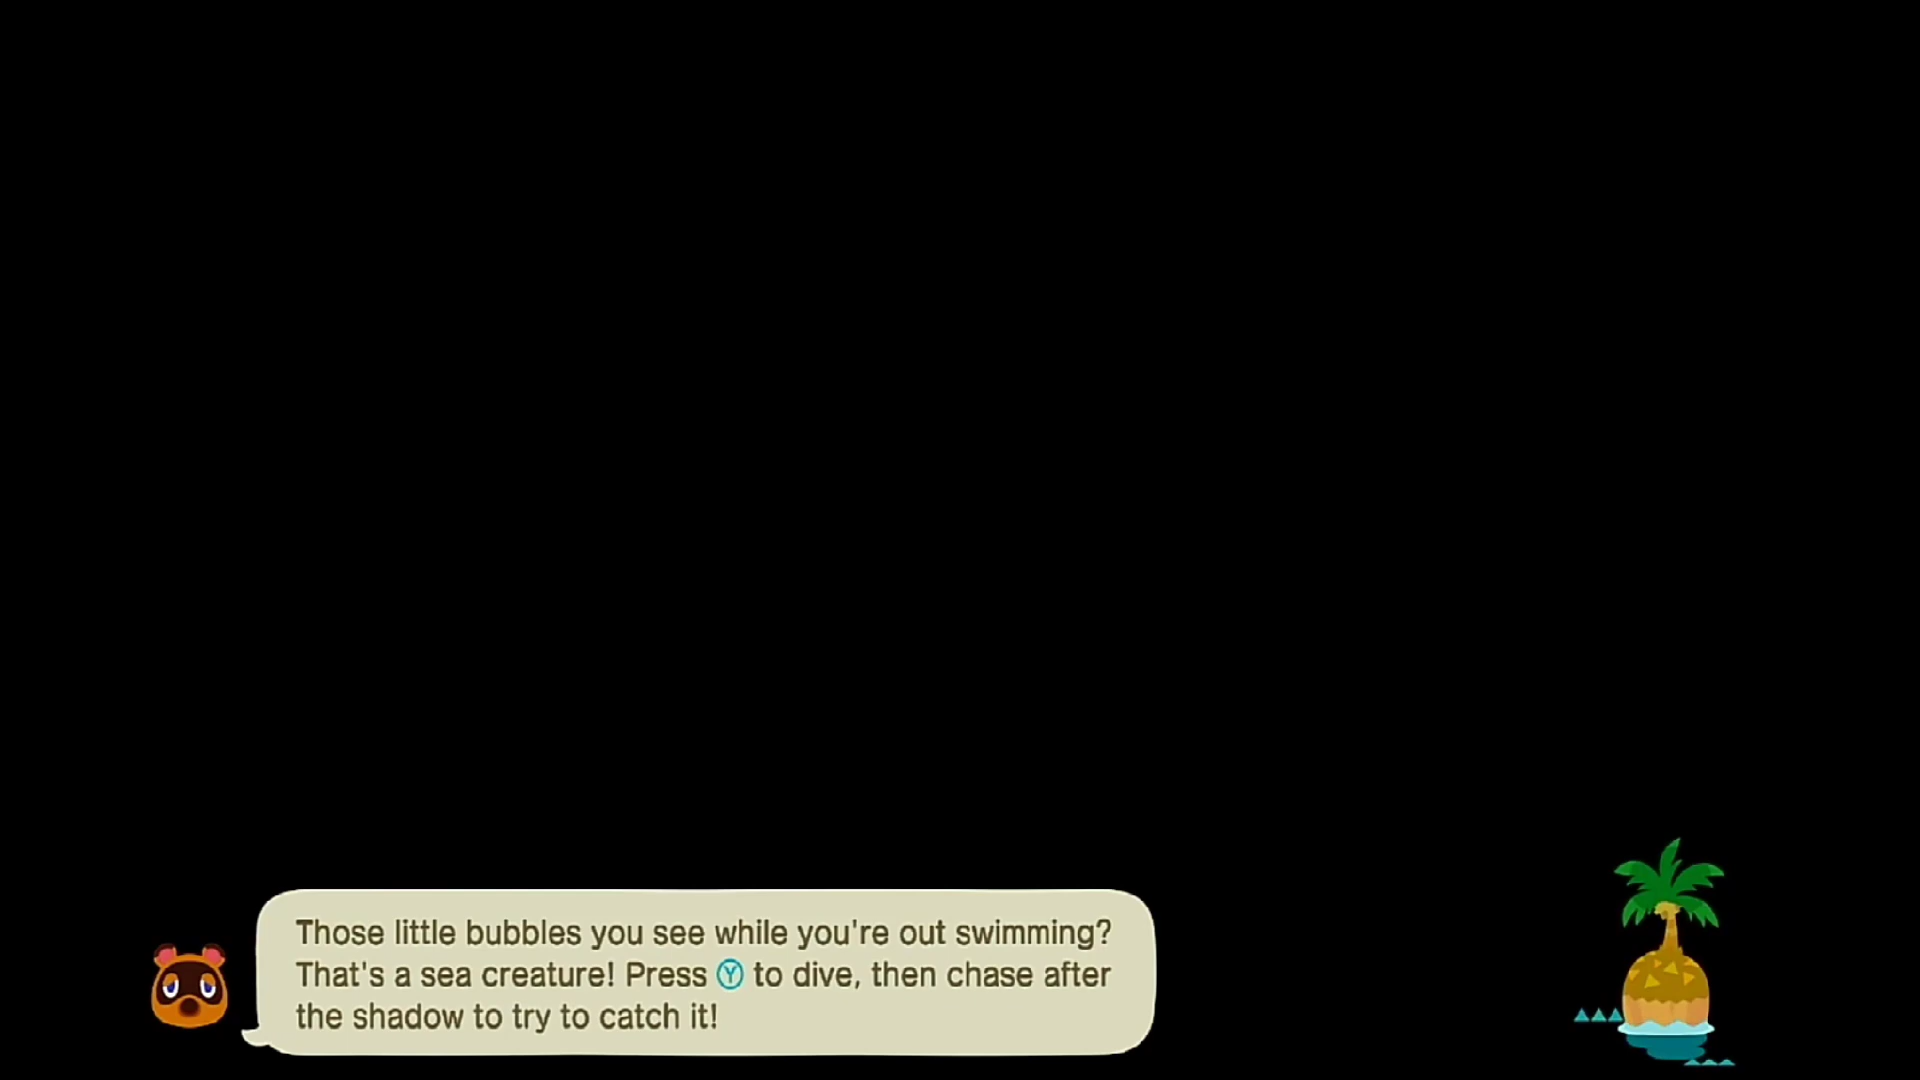 Those little bubbles you see while you're out swimming?
That's a sea creature! Press Ⓨ to dive, then chase after
the shadow to try to catch it!